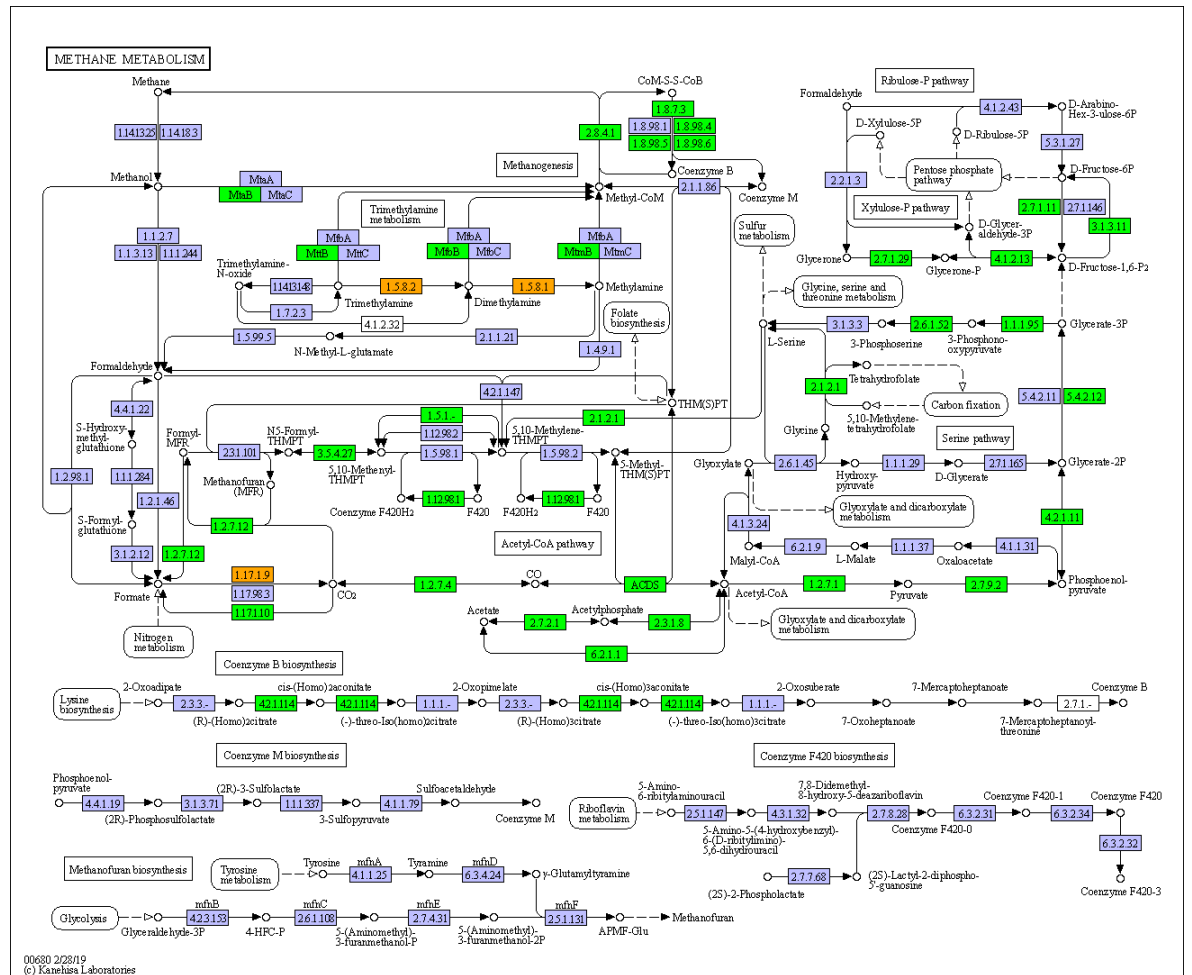 METHANE METABOLISM
Methane
CoM-S-S-CoB
Ribulose-P pathway
Formaldehyde
4.1.2.43
D-Arabino-
Hex-3-ulose-6P
1.8.7.3
D-Xylulose-5P
D-Ribulose-5P
1.14.13.25
1.14.18.3
2.8.4.1
1.8.98.1
1.8.98.4
1.8.98.5
1.8.98.6
5.3.1.27
Methanogenesis
Coenzyme B
Pentose phosphate
pathway
D-Fructose-6P
Methanol
MtaA
MtaB
MtaC
Methyl-CoM
2.1.1.86
Coenzyme M
2.2.1.3
Xylulose-P pathway
2.7.1.11
2.7.1.146
3.1.3.11
Trimethylamine
metabolism
Sulfur
metabolism
D-Glycer-
aldehyde-3P
1.1.2.7
1.1.3.13
1.1.1.244
MtbA
MttB
MttC
MtbA
MtbB
MtbC
MtbA
MtmB
MtmC
Glycerone
2.7.1.29
Glycerone-P
4.1.2.13
D-Fructose-1,6-P2
Trimethylamine-
N-oxide
1.14.13.148
1.7.2.3
Trimethylamine
1.5.8.2
Dimethylamine
1.5.8.1
Methylamine
4.1.2.32
Glycine, serine and
threonine metabolism
Folate
biosynthesis
1.5.99.5
N-Methyl-L-glutamate
2.1.1.21
1.4.9.1
L-Serine
3.1.3.3
3-Phosphoserine
2.6.1.52
3-Phosphono-
oxypyruvate
1.1.1.95
Glycerate-3P
Formaldehyde
4.2.1.147
THM(S)PT
2.1.2.1
Tetrahydrofolate
Carbon fixation
5,10-Methylene-
tetrahydrofolate
5.4.2.11
5.4.2.12
4.4.1.22
S-Hydroxy-
methyl-
glutathione
Formyl-
MFR
N5-Formyl-
THMPT
1.5.1.-
1.12.98.2
5,10-Methylene-
THMPT
2.1.2.1
Glycine
Serine pathway
2.3.1.101
3.5.4.27
5,10-Methenyl-
THMPT
1.5.98.1
1.5.98.2
5-Methyl-
THM(S)PT
Glyoxylate
2.6.1.45
Hydroxy-
pyruvate
1.1.1.29
D-Glycerate
2.7.1.165
Glycerate-2P
1.2.98.1
1.1.1.284
Methanofuran
(MFR)
1.2.1.46
Coenzyme F420H2
1.12.98.1
F420
F420H2
1.12.98.1
F420
Glyoxylate and dicarboxylate
metabolism
S-Formyl-
glutathione
1.2.7.12
4.2.1.11
4.1.3.24
Malyl-CoA
6.2.1.9
L-Malate
1.1.1.37
Oxaloacetate
4.1.1.31
3.1.2.12
1.2.7.12
Acetyl-CoA pathway
Formate
1.17.1.9
1.17.98.3
1.17.1.10
CO2
1.2.7.4
CO
ACDS
Acetyl-CoA
1.2.7.1
Pyruvate
2.7.9.2
Phosphoenol-
pyruvate
Nitrogen
metabolism
Acetate
2.7.2.1
Acetylphosphate
2.3.1.8
6.2.1.1
Glyoxylate and dicarboxylate
metabolism
Coenzyme B biosynthesis
Lysine
biosynthesis
2-Oxoadipate
2.3.3.-
(R)-(Homo)2citrate
4.2.1.114
cis-(Homo)2aconitate
4.2.1.114
(-)-threo-Iso(homo)2citrate
1.1.1.-
2-Oxopimelate
2.3.3.-
(R)-(Homo)3citrate
4.2.1.114
cis-(Homo)3aconitate
4.2.1.114
(-)-threo-Iso(homo)3citrate
1.1.1.-
2-Oxosuberate
7-Oxoheptanoate
7-Mercaptoheptanoate
7-Mercaptoheptanoyl-
threonine
2.7.1.-
Coenzyme B
Coenzyme M biosynthesis
Phosphoenol-
pyruvate
4.4.1.19
(2R)-Phosphosulfolactate
3.1.3.71
(2R)-3-Sulfolactate
1.1.1.337
3-Sulfopyruvate
4.1.1.79
Sulfoacetaldehyde
Coenzyme M
Coenzyme F420 biosynthesis
Riboflavin
metabolism
5-Amino-
6-ribitylaminouracil
2.5.1.147
5-Amino-5-(4-hydroxybenzyl)-
6-(D-ribitylimino)-
5,6-dihydrouracil
4.3.1.32
7,8-Didemethyl-
8-hydroxy-5-deazariboflavin
2.7.8.28
Coenzyme F420-0
6.3.2.31
Coenzyme F420-1
6.3.2.34
Coenzyme F420
6.3.2.32
Coenzyme F420-3
(2S)-2-Phospholactate
2.7.7.68
(2S)-Lactyl-2-diphospho-
5'-guanosine
Methanofuran biosynthesis
Tyrosine
metabolism
Tyrosine
mfnA
4.1.1.25
Tyramine
mfnD
6.3.4.24
γ-Glutamyltyramine
Glycolysis
Glyceraldehyde-3P
mfnB
4.2.3.153
4-HFC-P
mfnC
2.6.1.108
5-(Aminomethyl)-
3-furanmethanol-P
mfnE
2.7.4.31
5-(Aminomethyl)-
3-furanmethanol-2P
mfnF
2.5.1.131
APMF-Glu
Methanofuran
00680 2/28/19
(c) Kanehisa Laboratories